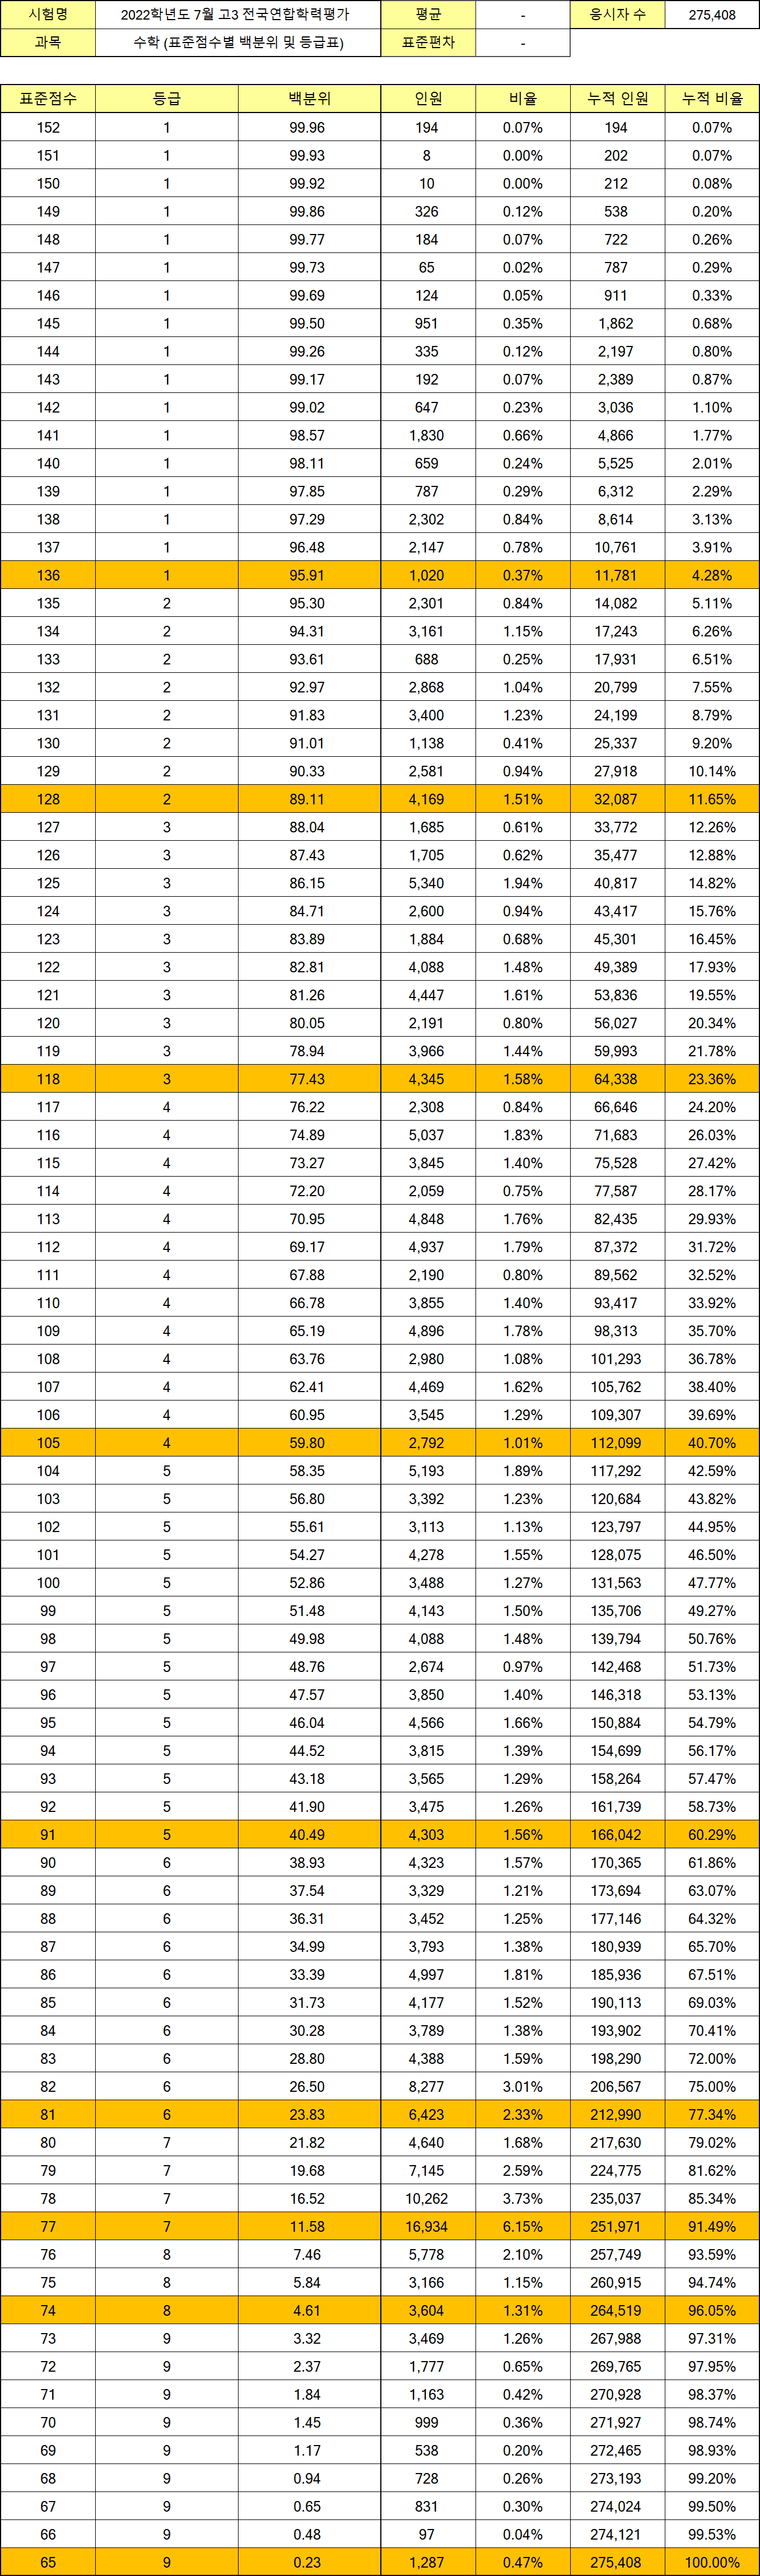 시험명 2022학년도 7월 고3 전국연합학력평가 평균 - 응시자 수 275,408
과목 수학 (표준점수별 백분위 및 등급표) 표준편차 -
표준점수 등급 백분위 인원 비율 누적 인원 누적 비율
152 1 99.96 194 0.07% 194 0.07%
151 1 99.93 8 0.00% 202 0.07%
150 1 99.92 10 0.00% 212 0.08%
149 1 99.86 326 0.12% 538 0.20%
148 1 99.77 184 0.07% 722 0.26%
147 1 99.73 65 0.02% 787 0.29%
146 1 99.69 124 0.05% 911 0.33%
145 1 99.50 951 0.35% 1,862 0.68%
144 1 99.26 335 0.12% 2,197 0.80%
143 1 99.17 192 0.07% 2,389 0.87%
142 1 99.02 647 0.23% 3,036 1.10%
141 1 98.57 1,830 0.66% 4,866 1.77%
140 1 98.11 659 0.24% 5,525 2.01%
139 1 97.85 787 0.29% 6,312 2.29%
138 1 97.29 2,302 0.84% 8,614 3.13%
137 1 96.48 2,147 0.78% 10,761 3.91%
136 1 95.91 1,020 0.37% 11,781 4.28%
135 2 95.30 2,301 0.84% 14,082 5.11%
134 2 94.31 3,161 1.15% 17,243 6.26%
133 2 93.61 688 0.25% 17,931 6.51%
132 2 92.97 2,868 1.04% 20,799 7.55%
131 2 91.83 3,400 1.23% 24,199 8.79%
130 2 91.01 1,138 0.41% 25,337 9.20%
129 2 90.33 2,581 0.94% 27,918 10.14%
128 2 89.11 4,169 1.51% 32,087 11.65%
127 3 88.04 1,685 0.61% 33,772 12.26%
126 3 87.43 1,705 0.62% 35,477 12.88%
125 3 86.15 5,340 1.94% 40,817 14.82%
124 3 84.71 2,600 0.94% 43,417 15.76%
123 3 83.89 1,884 0.68% 45,301 16.45%
122 3 82.81 4,088 1.48% 49,389 17.93%
121 3 81.26 4,447 1.61% 53,836 19.55%
120 3 80.05 2,191 0.80% 56,027 20.34%
119 3 78.94 3,966 1.44% 59,993 21.78%
118 3 77.43 4,345 1.58% 64,338 23.36%
117 4 76.22 2,308 0.84% 66,646 24.20%
116 4 74.89 5,037 1.83% 71,683 26.03%
115 4 73.27 3,845 1.40% 75,528 27.42%
114 4 72.20 2,059 0.75% 77,587 28.17%
113 4 70.95 4,848 1.76% 82,435 29.93%
112 4 69.17 4,937 1.79% 87,372 31.72%
111 4 67.88 2,190 0.80% 89,562 32.52%
110 4 66.78 3,855 1.40% 93,417 33.92%
109 4 65.19 4,896 1.78% 98,313 35.70%
108 4 63.76 2,980 1.08% 101,293 36.78%
107 4 62.41 4,469 1.62% 105,762 38.40%
106 4 60.95 3,545 1.29% 109,307 39.69%
105 4 59.80 2,792 1.01% 112,099 40.70%
104 5 58.35 5,193 1.89% 117,292 42.59%
103 5 56.80 3,392 1.23% 120,684 43.82%
102 5 55.61 3,113 1.13% 123,797 44.95%
101 5 54.27 4,278 1.55% 128,075 46.50%
100 5 52.86 3,488 1.27% 131,563 47.77%
99 5 51.48 4,143 1.50% 135,706 49.27%
98 5 49.98 4,088 1.48% 139,794 50.76%
97 5 48.76 2,674 0.97% 142,468 51.73%
96 5 47.57 3,850 1.40% 146,318 53.13%
95 5 46.04 4,566 1.66% 150,884 54.79%
94 5 44.52 3,815 1.39% 154,699 56.17%
93 5 43.18 3,565 1.29% 158,264 57.47%
92 5 41.90 3,475 1.26% 161,739 58.73%
91 5 40.49 4,303 1.56% 166,042 60.29%
90 6 38.93 4,323 1.57% 170,365 61.86%
89 6 37.54 3,329 1.21% 173,694 63.07%
88 6 36.31 3,452 1.25% 177,146 64.32%
87 6 34.99 3,793 1.38% 180,939 65.70%
86 6 33.39 4,997 1.81% 185,936 67.51%
85 6 31.73 4,177 1.52% 190,113 69.03%
84 6 30.28 3,789 1.38% 193,902 70.41%
83 6 28.80 4,388 1.59% 198,290 72.00%
82 6 26.50 8,277 3.01% 206,567 75.00%
81 6 23.83 6,423 2.33% 212,990 77.34%
80 7 21.82 4,640 1.68% 217,630 79.02%
79 7 19.68 7,145 2.59% 224,775 81.62%
78 7 16.52 10,262 3.73% 235,037 85.34%
77 7 11.58 16,934 6.15% 251,971 91.49%
76 8 7.46 5,778 2.10% 257,749 93.59%
75 8 5.84 3,166 1.15% 260,915 94.74%
74 8 4.61 3,604 1.31% 264,519 96.05%
73 9 3.32 3,469 1.26% 267,988 97.31%
72 9 2.37 1,777 0.65% 269,765 97.95%
71 9 1.84 1,163 0.42% 270,928 98.37%
70 9 1.45 999 0.36% 271,927 98.74%
69 9 1.17 538 0.20% 272,465 98.93%
68 9 0.94 728 0.26% 273,193 99.20%
67 9 0.65 831 0.30% 274,024 99.50%
66 9 0.48 97 0.04% 274,121 99.53%
65 9 0.23 1,287 0.47% 275,408 100.00%